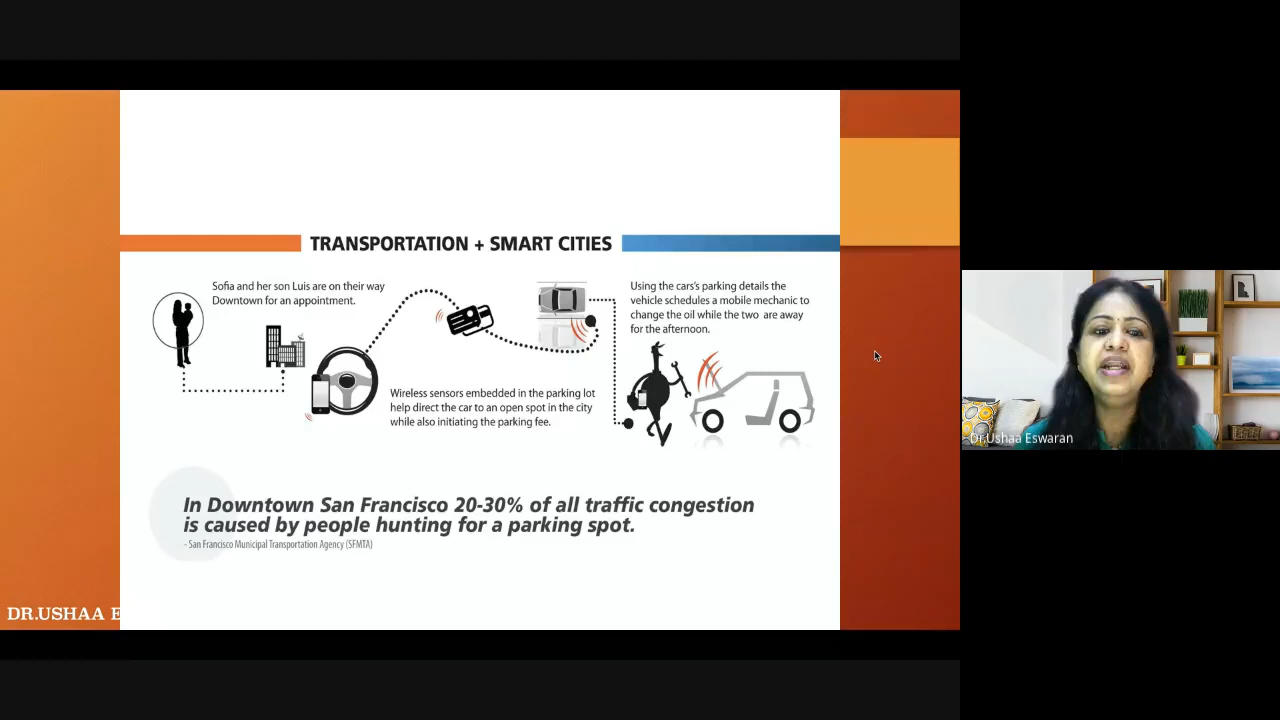 TRANSPORTATION + SMART CITIES
Sofia and her son Luis are on their way
Downtown for an appointment.
Wireless sensors embedded in the parking lot
help direct the car to an open spot in the city
while also initiating the parking fee.
Using the cars's parking details the
vehicle schedules a mobile mechanic to
change the oil while the two are away
for the afternoon.
In Downtown San Francisco 20-30% of all traffic congestion
is caused by people hunting for a parking spot.
- San Francisco Municipal Transportation Agency (SFMTA)
DR.USHAA E
Dr.Ushaa Eswaran